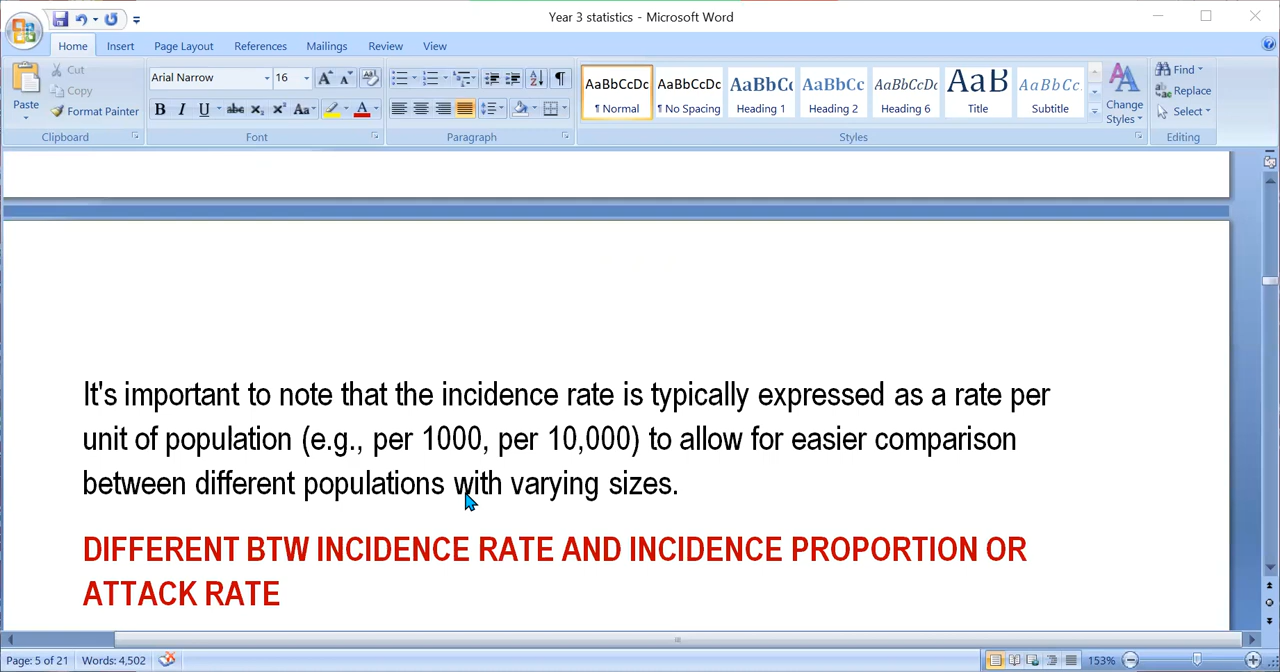 Year 3 statistics - Microsoft Word
Home Insert Page Layout References Mailings Review View
Paste
Cut
Copy
Format Painter
Clipboard
Arial Narrow 16
B I U abc X₂ X² Aa
Font
Paragraph
AaBbCcDc AaBbCcDc AaBbCc AaBbCc AaBbCcDc AaB AaBbCc
¶ Normal ¶ No Spacing Heading 1 Heading 2 Heading 6 Title Subtitle
Change Styles
Styles
Find
Replace
Select
Editing
It's important to note that the incidence rate is typically expressed as a rate per
unit of population (e.g., per 1000, per 10,000) to allow for easier comparison
between different populations with varying sizes.
DIFFERENT BTW INCIDENCE RATE AND INCIDENCE PROPORTION OR
ATTACK RATE
Page: 5 of 21 Words: 4,502 153%